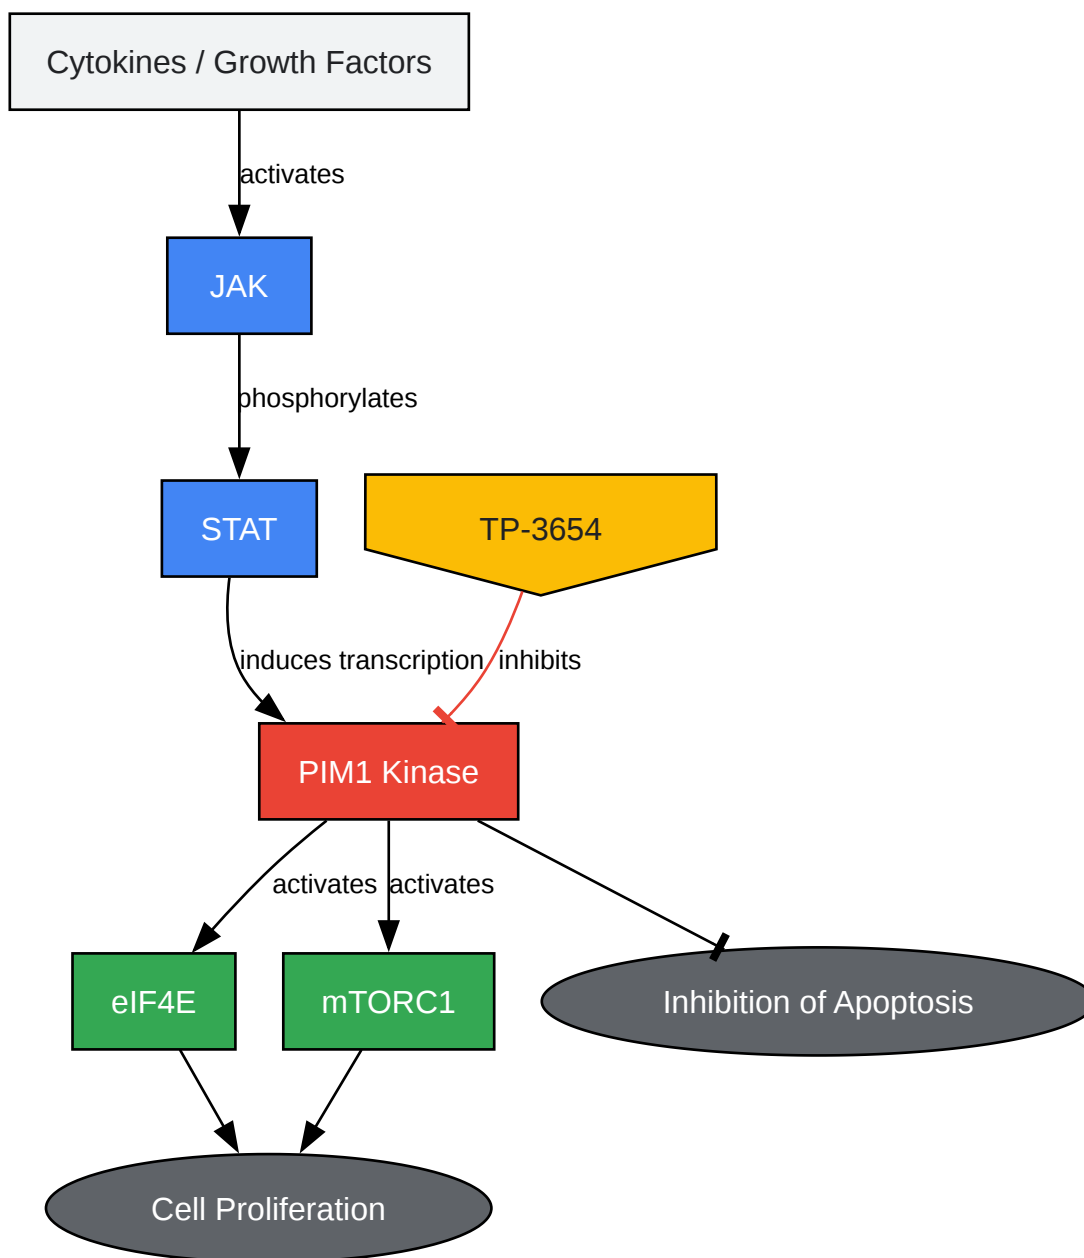 Cytokines / Growth Factors
activates
JAK
phosphorylates
STAT
TP-3654
induces transcription
inhibits
PIM1 Kinase
activates
activates
eIF4E
mTORC1
Inhibition of Apoptosis
Cell Proliferation